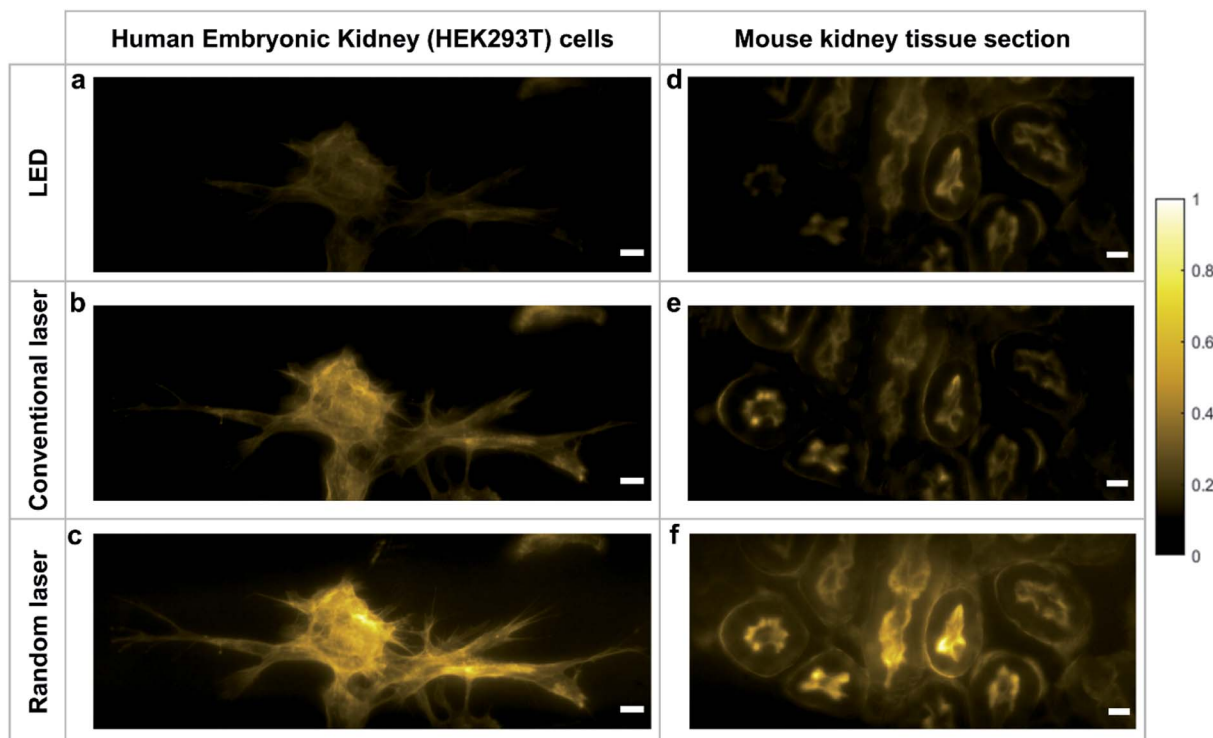 Human Embryonic Kidney (HEK293T) cells
Mouse kidney tissue section
LED
a
d
Conventional laser
b
e
Random laser
c
f
1
0.8
0.6
0.4
0.2
0